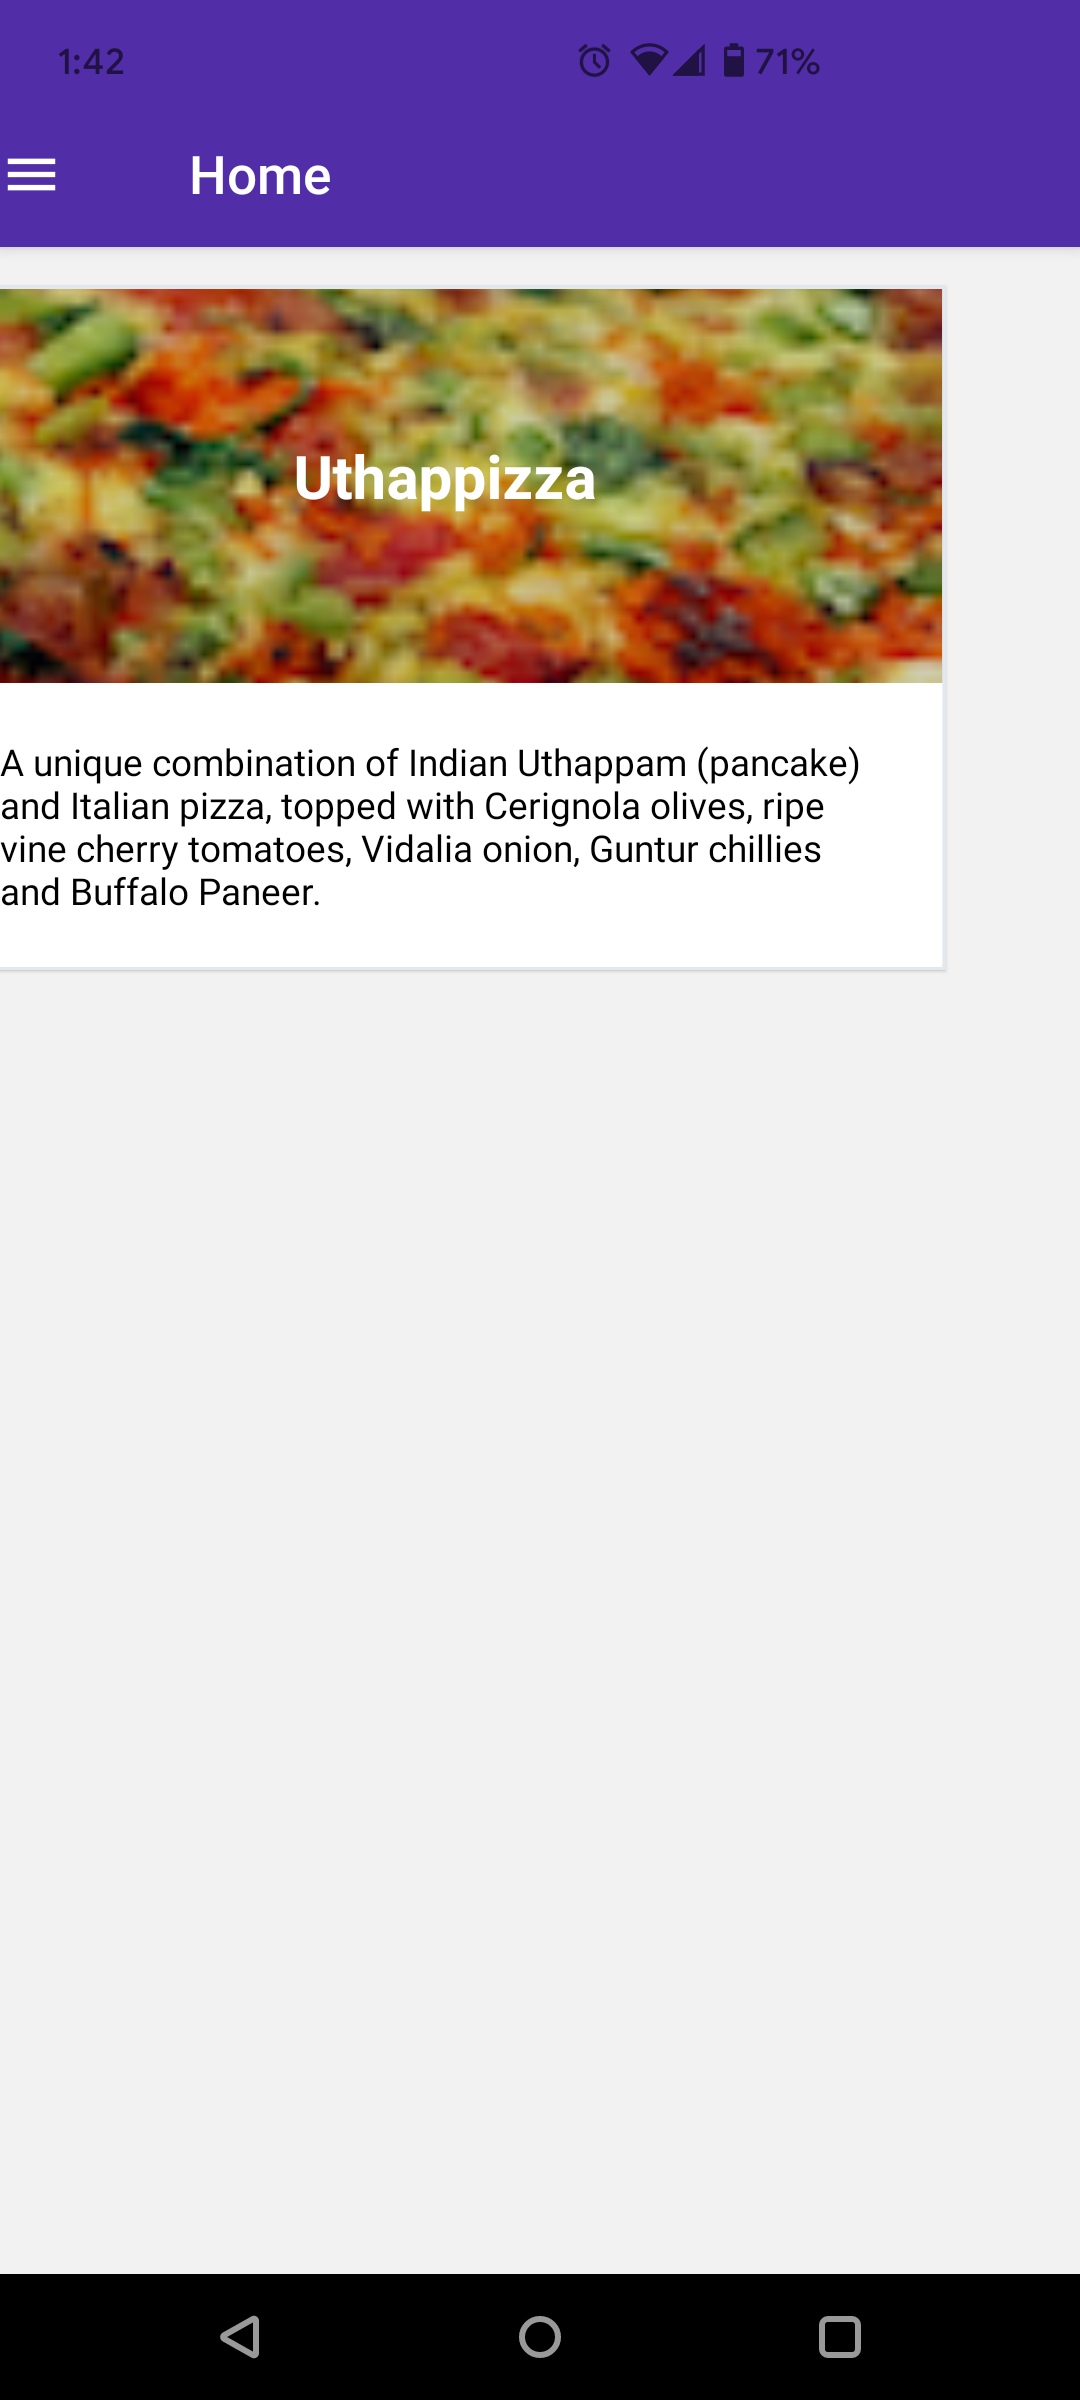 1:42 71%
Home
Uthappizza
A unique combination of Indian Uthappam (pancake)
and Italian pizza, topped with Cerignola olives, ripe
vine cherry tomatoes, Vidalia onion, Guntur chillies
and Buffalo Paneer.